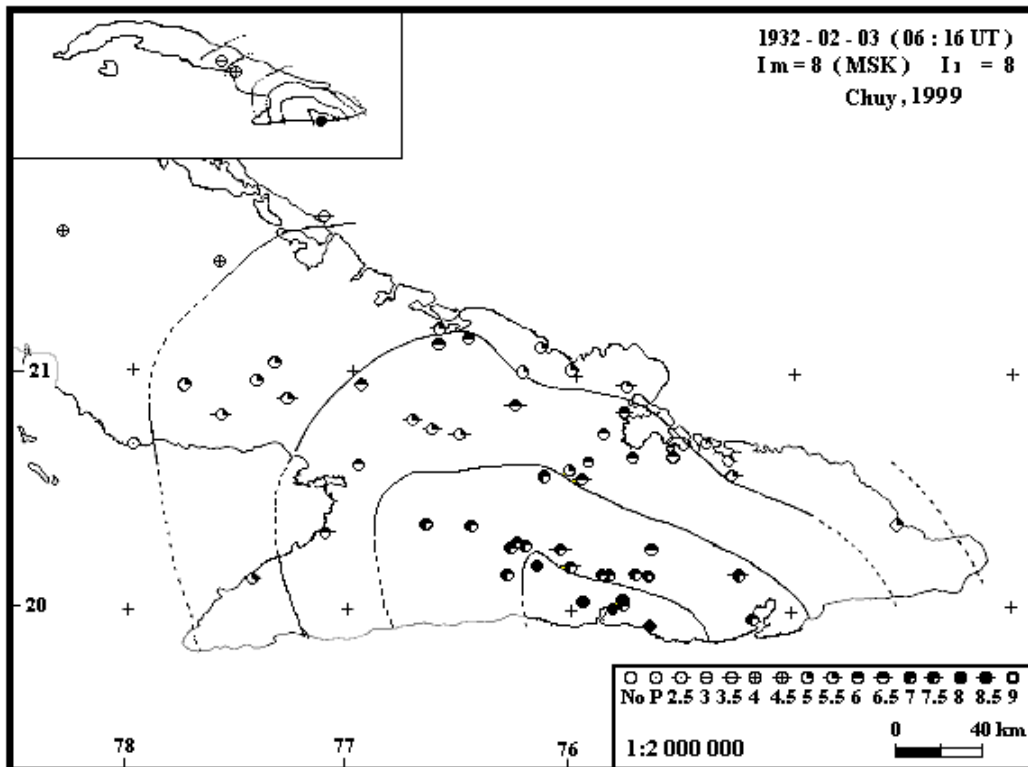 1932 - 02 - 03 ( 06 : 16 UT )
I m = 8 ( MSK ) I ı = 8
Chuy , 1999
21
20
78 77 76
No P 2.5 3 3.5 4 4.5 5 5.5 6 6.5 7 7.5 8 8.5 9
0 40 km
1:2 000 000